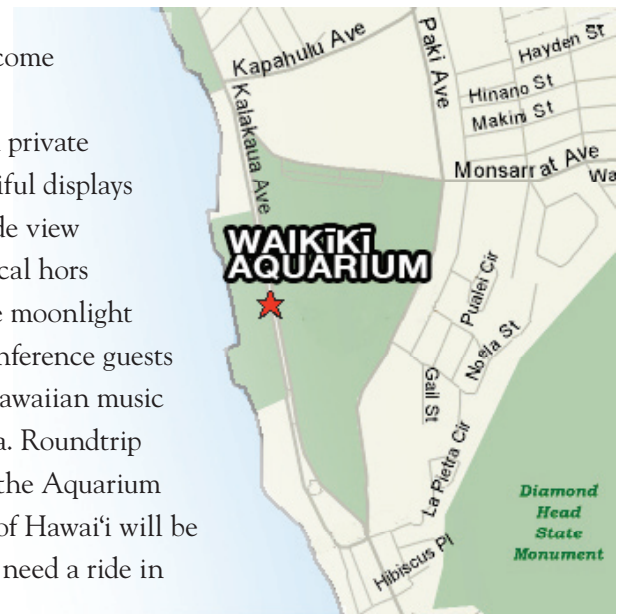 come
private
iful displays
de view
cal hors
e moonlight
nference guests
awaiian music
a. Roundtrip
the Aquarium
of Hawai‘i will be
need a ride in
Kapahulu Ave
Kalakaua Ave
Paki Ave
Hayden St
Hinano St
Makini St
Monsarrat Ave
Wa
WAIKĪKĪ
AQUARIUM
Pualei Cir
Noela St
Gail St
La Pietra Cir
Hibiscus Pl
Diamond
Head
State
Monument